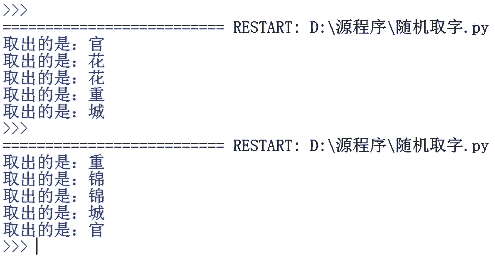 >>>
========================= RESTART: D:\源程序\随机取字.py
取出的是：官
取出的是：花
取出的是：花
取出的是：重
取出的是：城
>>>
========================= RESTART: D:\源程序\随机取字.py
取出的是：重
取出的是：锦
取出的是：锦
取出的是：城
取出的是：官
>>>